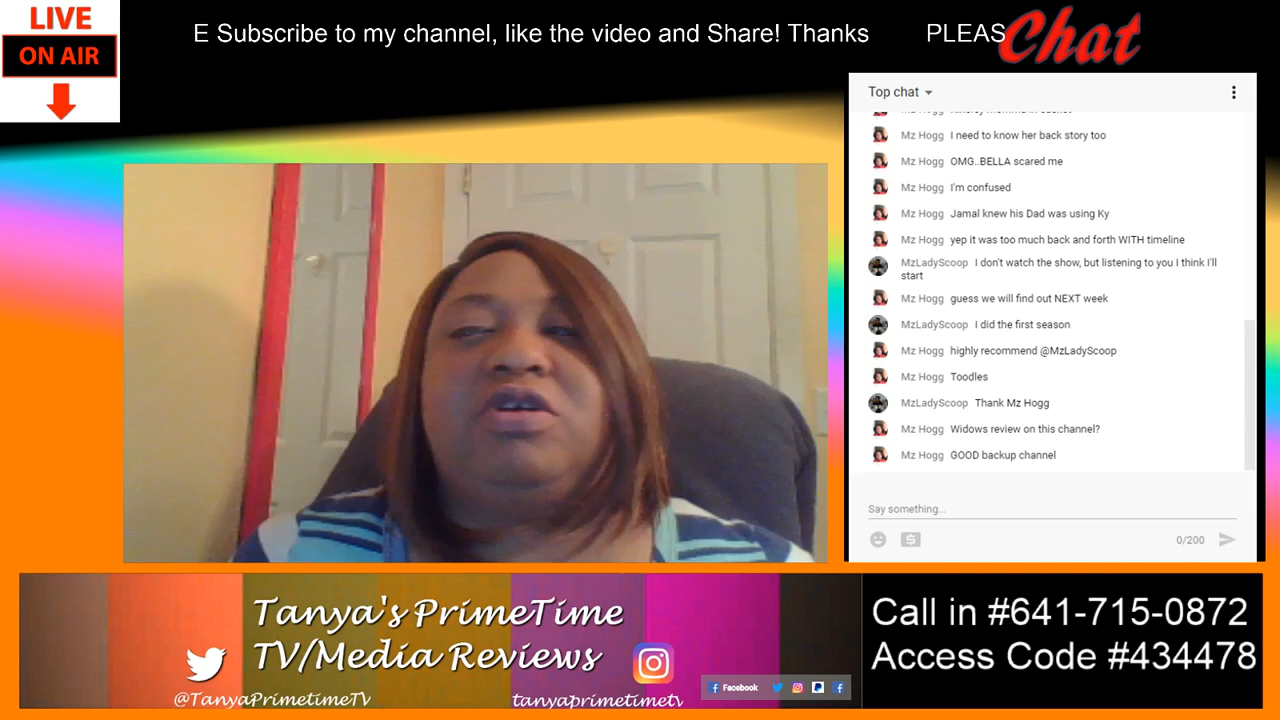 LIVE
ON AIR
E Subscribe to my channel, like the video and Share! Thanks PLEAS
Chat
Top chat
Mz Hogg I need to know her back story too
Mz Hogg OMG..BELLA scared me
Mz Hogg I'm confused
Mz Hogg Jamal knew his Dad was using Ky
Mz Hogg yep it was too much back and forth WITH timeline
MzLadyScoop I don't watch the show, but listening to you I think I'll
start
Mz Hogg guess we will find out NEXT week
MzLadyScoop I did the first season
Mz Hogg highly recommend @MzLadyScoop
Mz Hogg Toodles
MzLadyScoop Thank Mz Hogg
Mz Hogg Widows review on this channel?
Mz Hogg GOOD backup channel
Say something...
0/200
Tanya's PrimeTime
TV/Media Reviews
@TanyaPrimetimeTV
tanyaprimetimetv
Facebook
Call in #641-715-0872
Access Code #434478